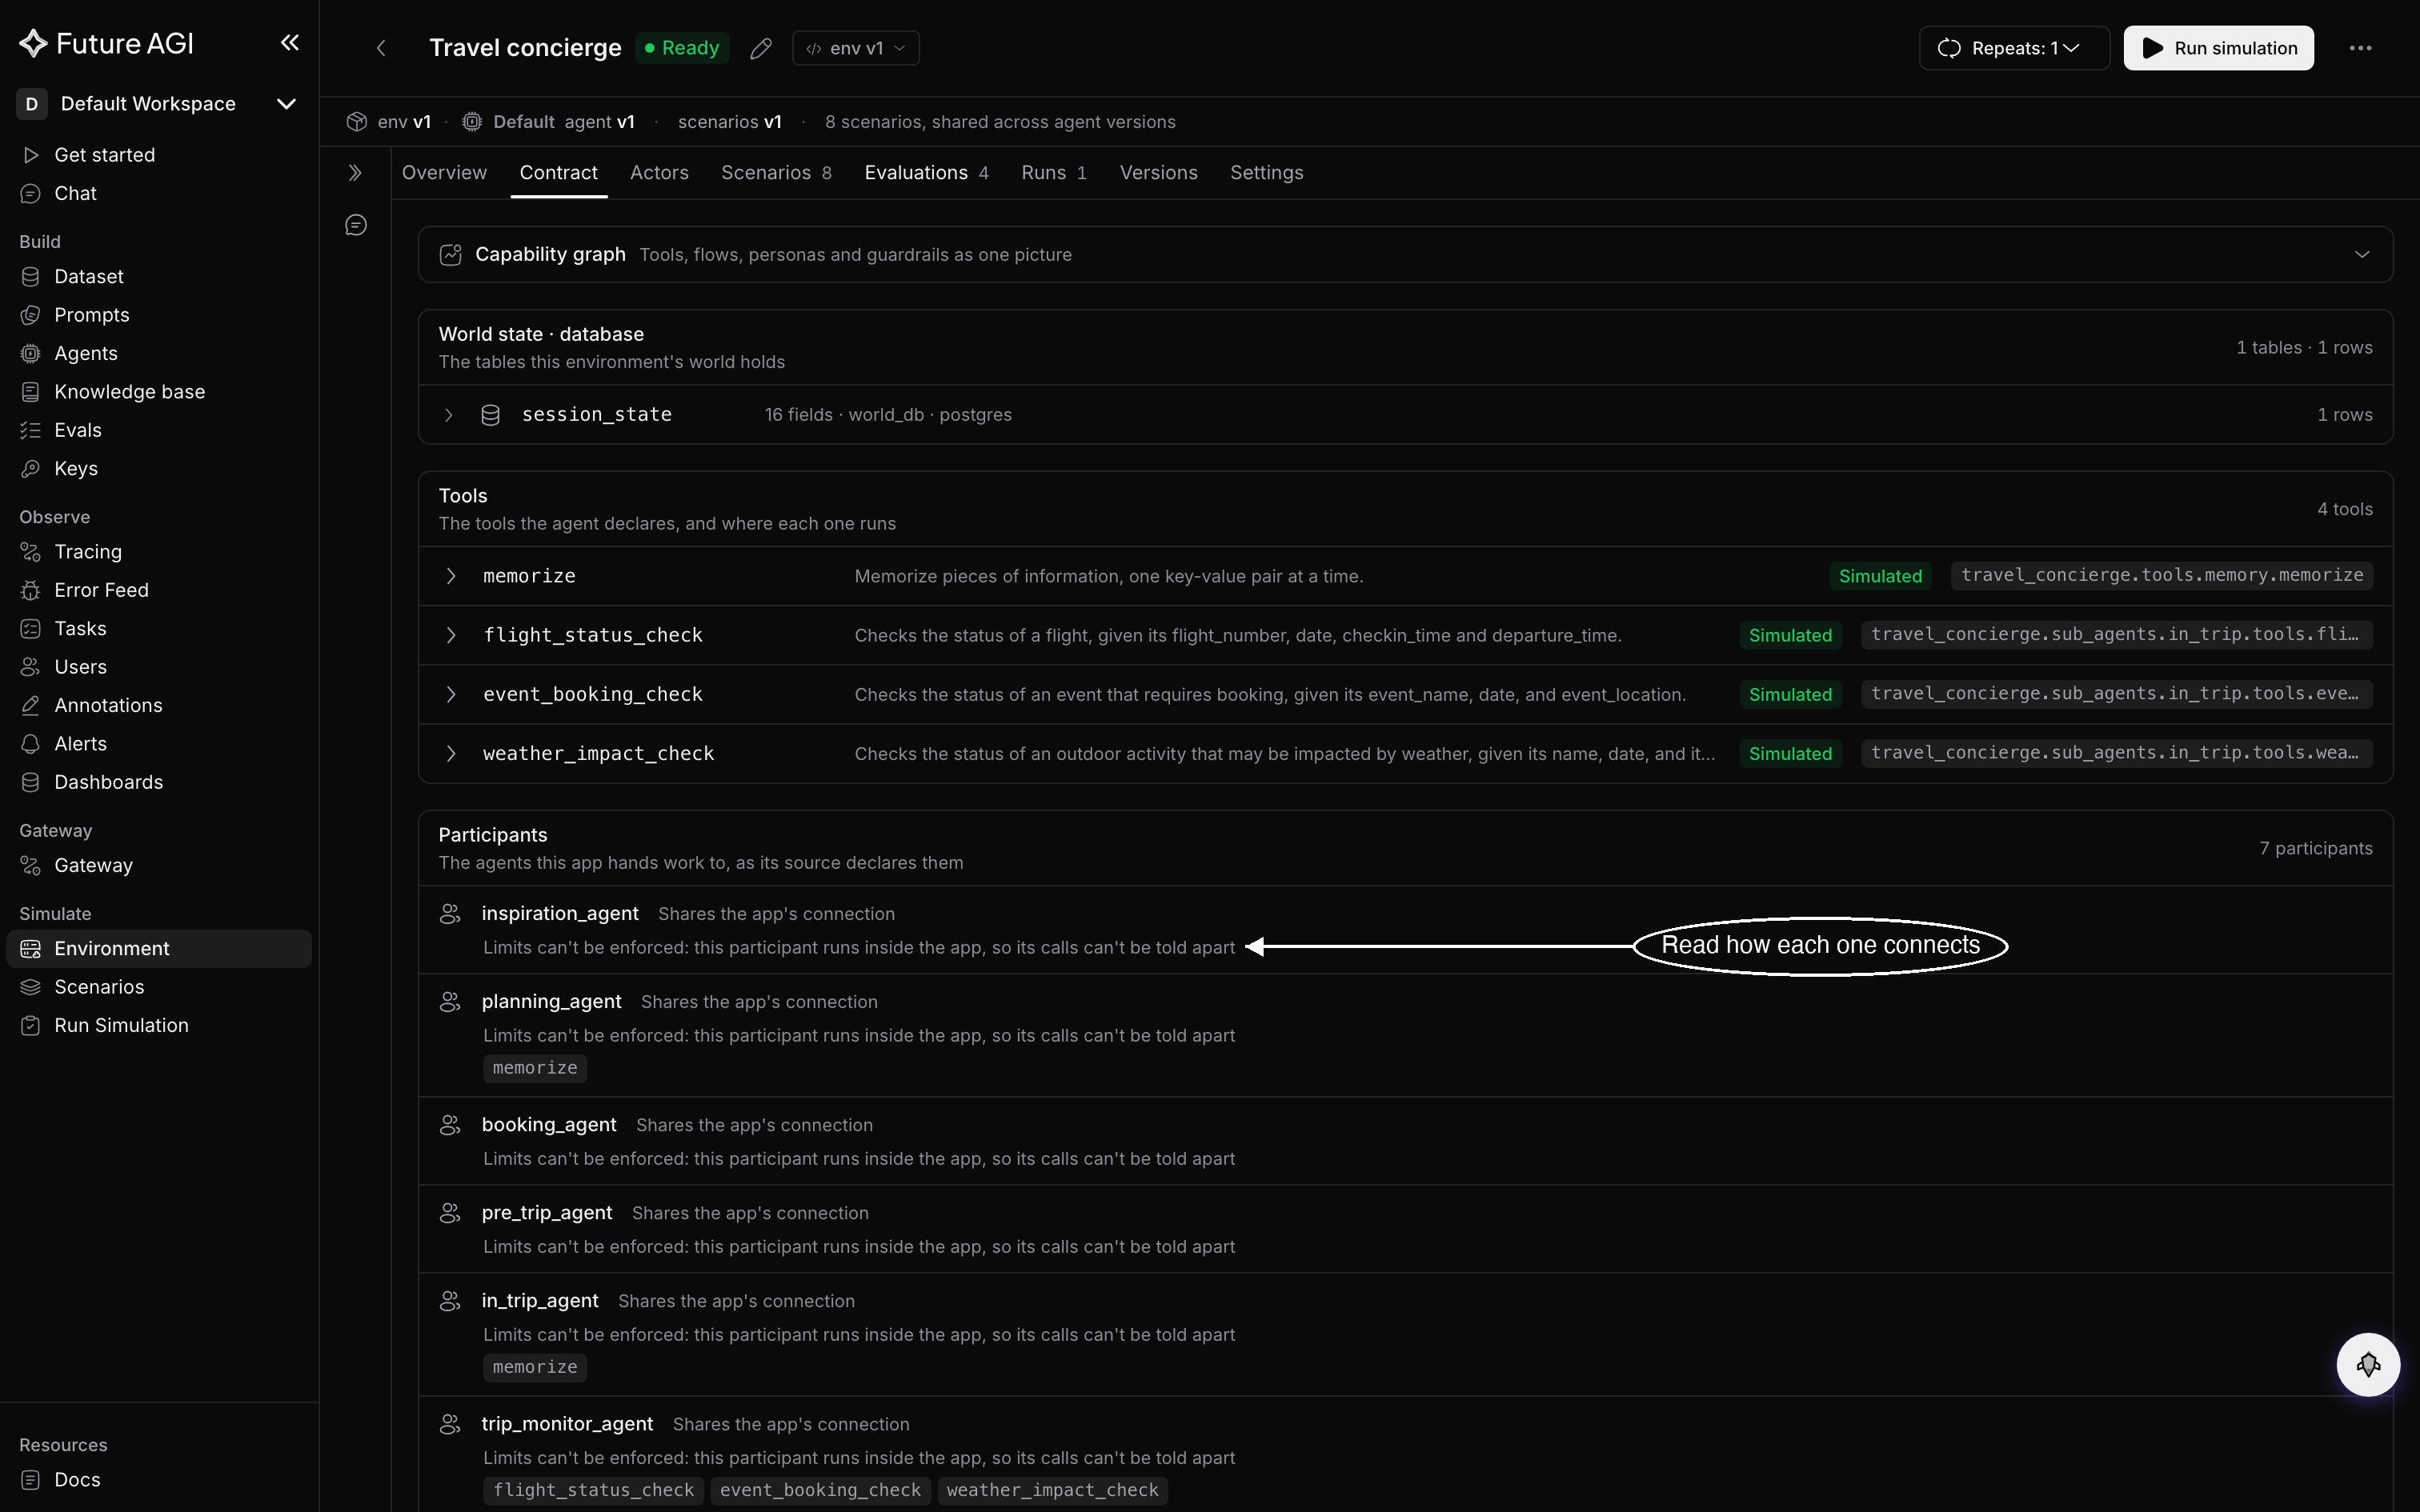 Future AGI
D Default Workspace
Get started
Chat
Build
Dataset
Prompts
Agents
Knowledge base
Evals
Keys
Observe
Tracing
Error Feed
Tasks
Users
Annotations
Alerts
Dashboards
Gateway
Gateway
Simulate
Environment
Scenarios
Run Simulation
Resources
Docs
Travel concierge Ready env v1 Repeats: 1 Run simulation
env v1 · Default agent v1 · scenarios v1 · 8 scenarios, shared across agent versions
Overview Contract Actors Scenarios 8 Evaluations 4 Runs 1 Versions Settings
Capability graph Tools, flows, personas and guardrails as one picture
World state · database
The tables this environment's world holds
1 tables · 1 rows
session_state 16 fields · world_db · postgres 1 rows
Tools
The tools the agent declares, and where each one runs
4 tools
memorize Memorize pieces of information, one key-value pair at a time. Simulated travel_concierge.tools.memory.memorize
flight_status_check Checks the status of a flight, given its flight_number, date, checkin_time and departure_time. Simulated travel_concierge.sub_agents.in_trip.tools.fli…
event_booking_check Checks the status of an event that requires booking, given its event_name, date, and event_location. Simulated travel_concierge.sub_agents.in_trip.tools.eve…
weather_impact_check Checks the status of an outdoor activity that may be impacted by weather, given its name, date, and it... Simulated travel_concierge.sub_agents.in_trip.tools.wea…
Participants
The agents this app hands work to, as its source declares them
7 participants
inspiration_agent Shares the app's connection
Limits can't be enforced: this participant runs inside the app, so its calls can't be told apart
Read how each one connects
planning_agent Shares the app's connection
Limits can't be enforced: this participant runs inside the app, so its calls can't be told apart
memorize
booking_agent Shares the app's connection
Limits can't be enforced: this participant runs inside the app, so its calls can't be told apart
pre_trip_agent Shares the app's connection
Limits can't be enforced: this participant runs inside the app, so its calls can't be told apart
in_trip_agent Shares the app's connection
Limits can't be enforced: this participant runs inside the app, so its calls can't be told apart
memorize
trip_monitor_agent Shares the app's connection
Limits can't be enforced: this participant runs inside the app, so its calls can't be told apart
flight_status_check event_booking_check weather_impact_check